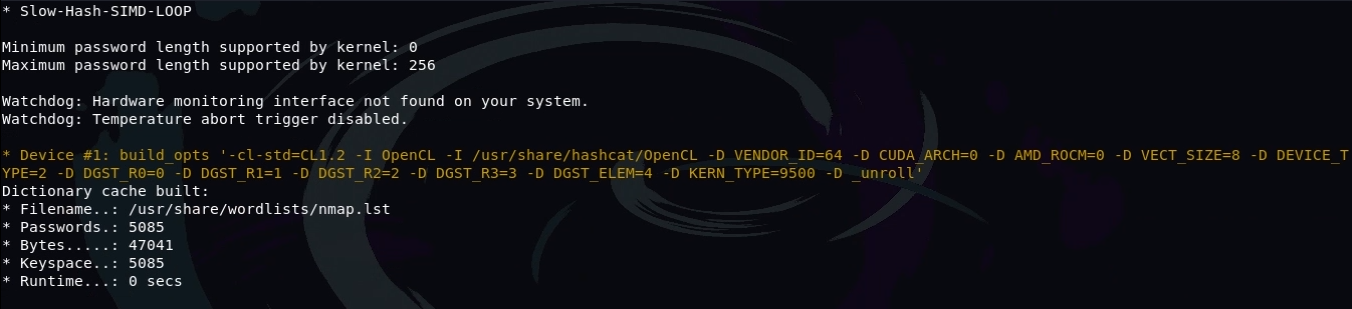 * Slow-Hash-SIMD-LOOP
Minimum password length supported by kernel: 0
Maximum password length supported by kernel: 256
Watchdog: Hardware monitoring interface not found on your system.
Watchdog: Temperature abort trigger disabled.
* Device #1: build_opts '-cl-std=CL1.2 -I OpenCL -I /usr/share/hashcat/OpenCL -D VENDOR_ID=64 -D CUDA_ARCH=0 -D AMD_ROCM=0 -D VECT_SIZE=8 -D DEVICE_T
YPE=2 -D DGST_R0=0 -D DGST_R1=1 -D DGST_R2=2 -D DGST_R3=3 -D DGST_ELEM=4 -D KERN_TYPE=9500 -D _unroll'
Dictionary cache built:
* Filename..: /usr/share/wordlists/nmap.lst
* Passwords.: 5085
* Bytes.....: 47041
* Keyspace..: 5085
* Runtime...: 0 secs